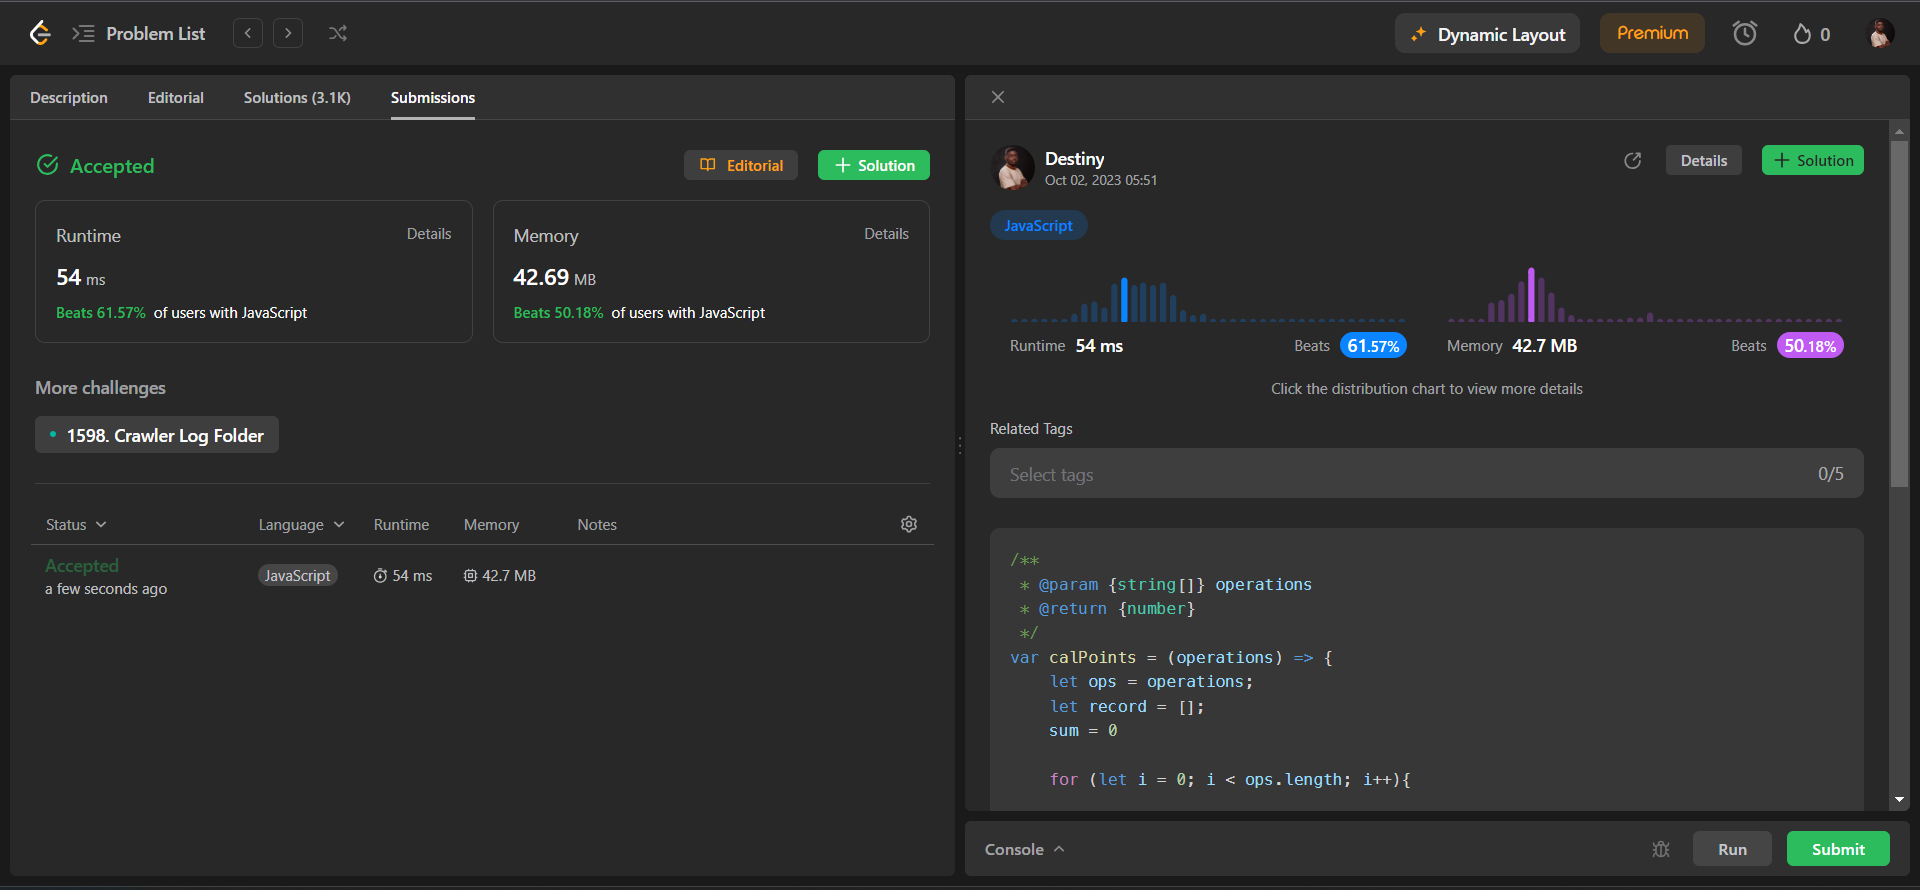 Problem List
Dynamic Layout
Premium
0
Description Editorial Solutions (3.1K) Submissions
Accepted
Editorial
Solution
Runtime Details
54 ms
Beats 61.57% of users with JavaScript
Memory Details
42.69 MB
Beats 50.18% of users with JavaScript
More challenges
1598. Crawler Log Folder
Status Language Runtime Memory Notes
Accepted
a few seconds ago
JavaScript 54 ms 42.7 MB
Destiny
Oct 02, 2023 05:51
Details
Solution
JavaScript
Runtime 54 ms Beats 61.57%
Memory 42.7 MB Beats 50.18%
Click the distribution chart to view more details
Related Tags
Select tags 0/5
/**
 * @param {string[]} operations
 * @return {number}
 */
var calPoints = (operations) => {
    let ops = operations;
    let record = [];
    sum = 0
    for (let i = 0; i < ops.length; i++){
Console
Run
Submit